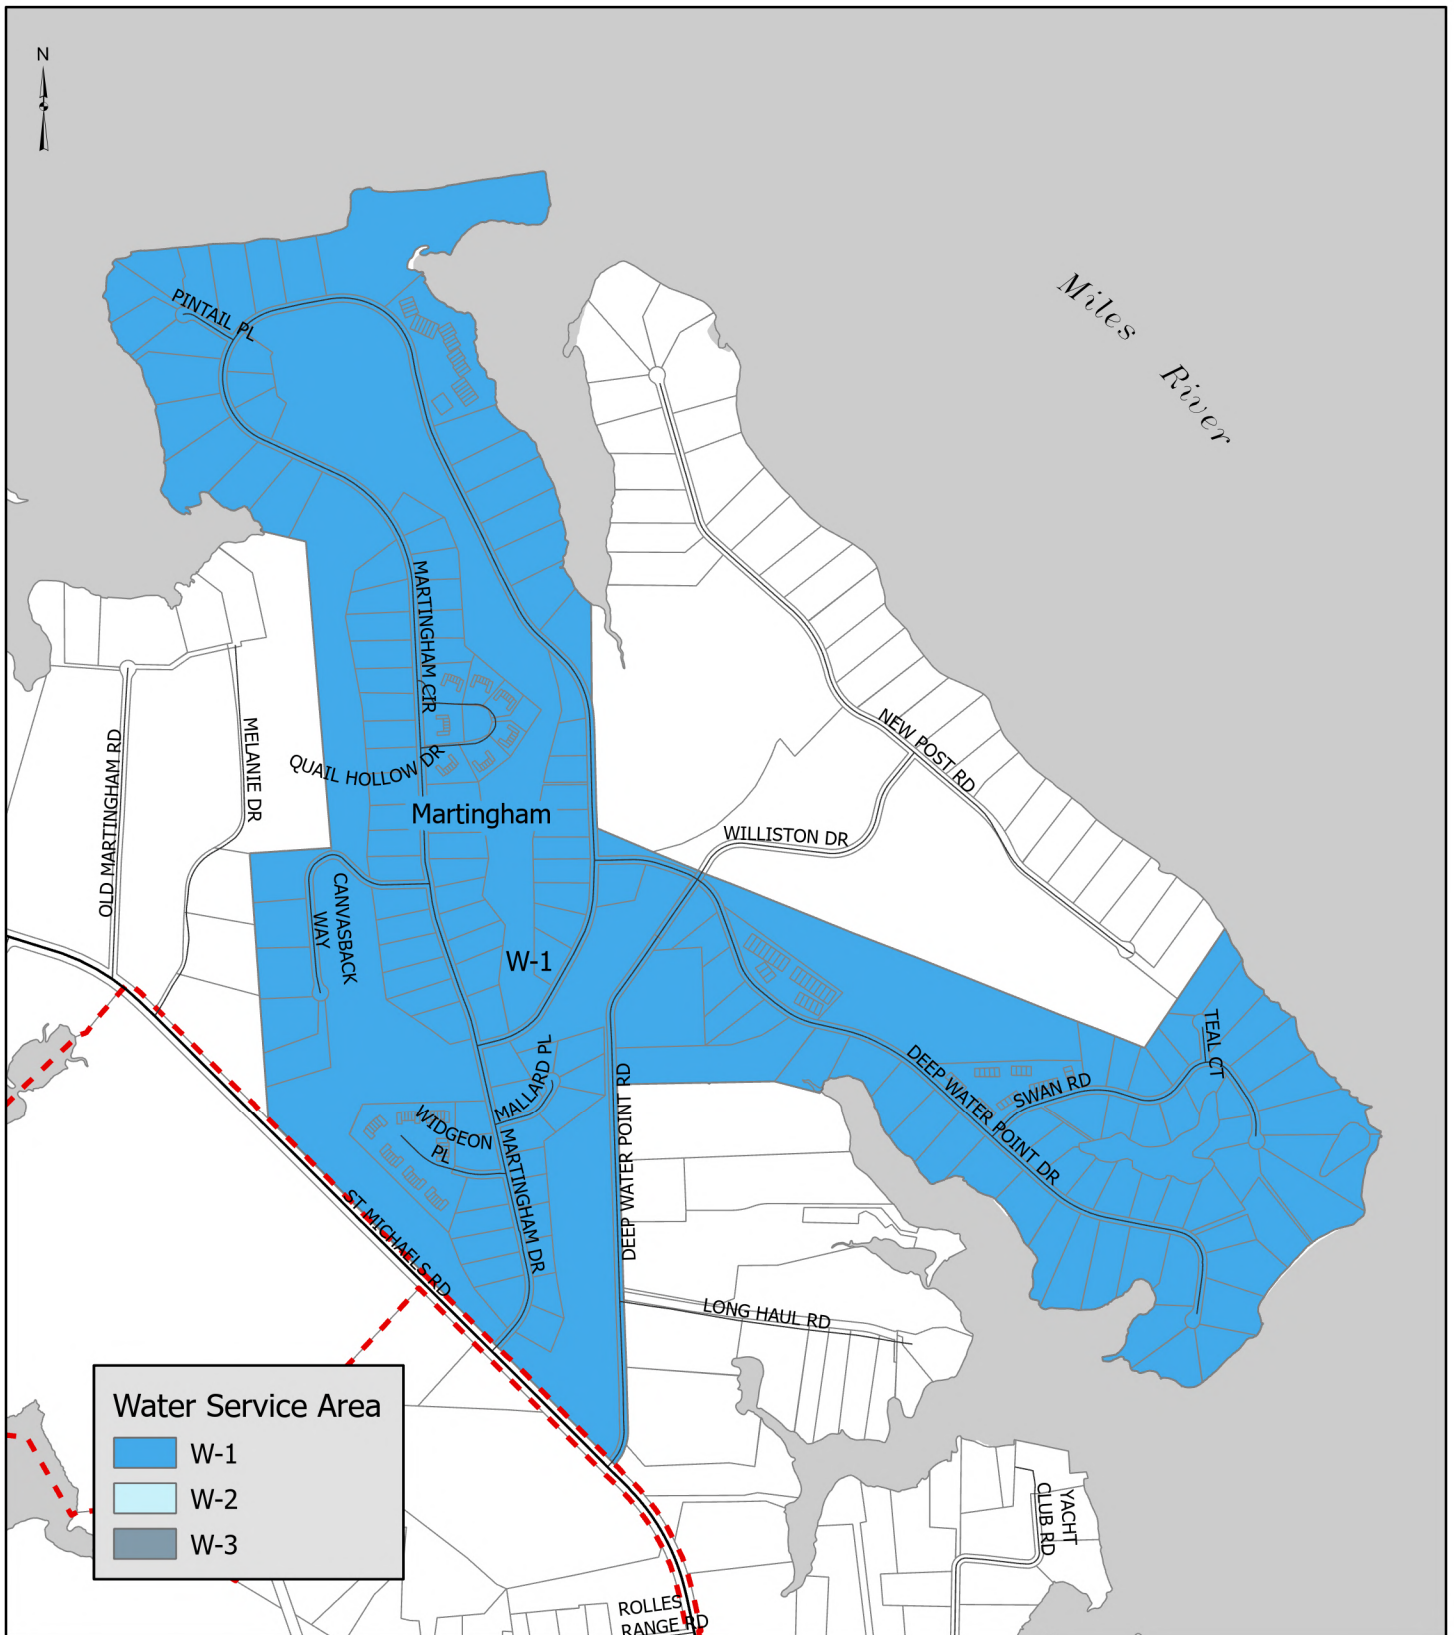 N
Miles
River
PINTAIL PL
MARTINGHAM CIR
NEW POST RD
MELANIE DR
OLD MARTINGHAM RD
QUAIL HOLLOW DR
Martingham
WILLISTON DR
CANVASBACK
WAY
W-1
TEAL CT
MALLARD PL
DEEP WATER POINT DR
SWAN RD
WIDGEON
PL
MARTINGHAM DR
DEEP WATER POINT RD
ST MICHAELS RD
LONG HAUL RD
Water Service Area
W-1
W-2
W-3
YACHT
CLUB RD
ROLLES
RANGE RD